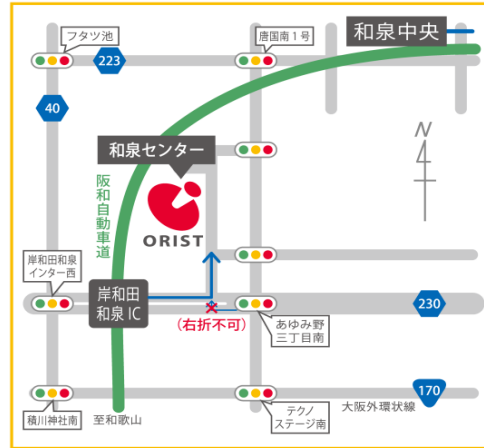 フタツ池
唐国南1号
和泉中央
223
40
和泉センター
N
阪和自動車道
ORIST
岸和田和泉
インター西
岸和田
和泉IC
230
(右折不可)
あゆみ野
三丁目南
170
大阪外環状線
積川神社南
至和歌山
テクノ
ステージ南